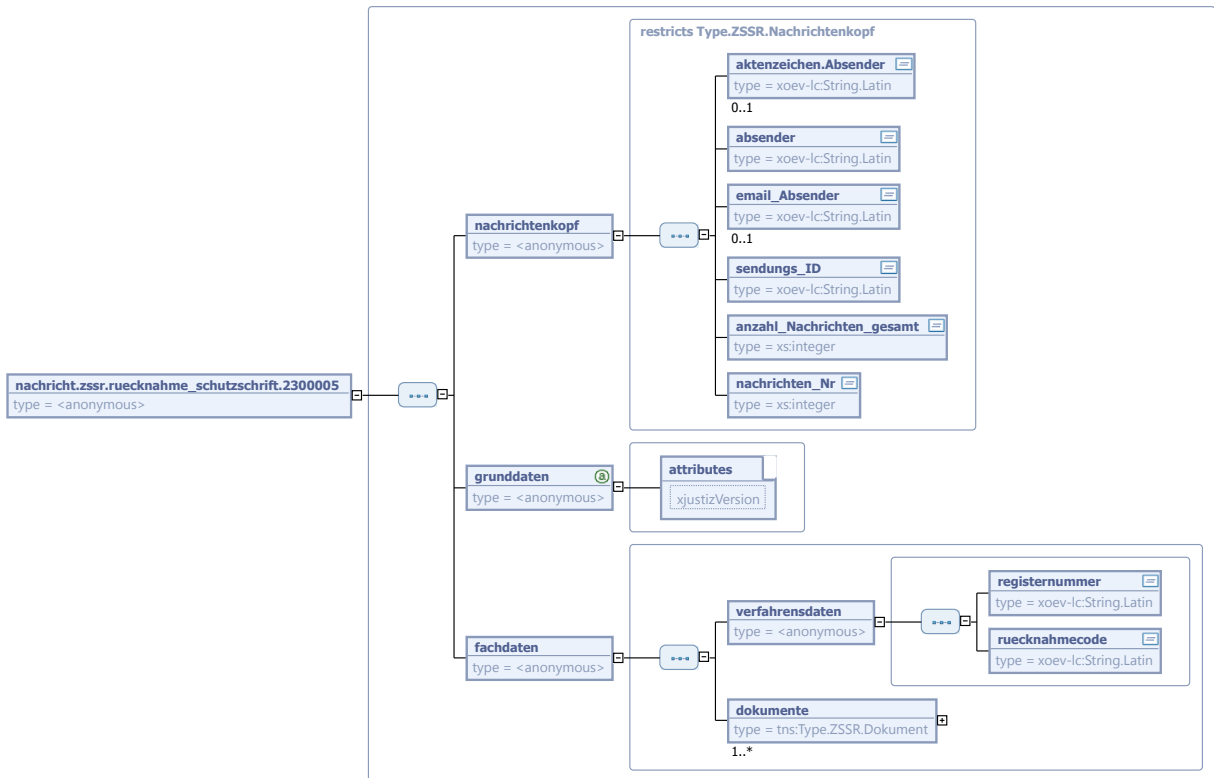 restricts Type.ZSSR.Nachrichtenkopf
aktenzeichen.Absender
type = xoev-lc:String.Latin
0..1
absender
type = xoev-lc:String.Latin
email_Absender
type = xoev-lc:String.Latin
0..1
nachrichtenkopf
type = <anonymous>
sendungs_ID
type = xoev-lc:String.Latin
anzahl_Nachrichten_gesamt
type = xs:integer
nachrichten_Nr
type = xs:integer
nachricht.zssr.ruecknahme_schutzschrift.2300005
type = <anonymous>
grunddaten
type = <anonymous>
attributes
xjustizVersion
fachdaten
type = <anonymous>
verfahrensdaten
type = <anonymous>
registernummer
type = xoev-lc:String.Latin
ruecknahmecode
type = xoev-lc:String.Latin
dokumente
type = tns:Type.ZSSR.Dokument
1..*